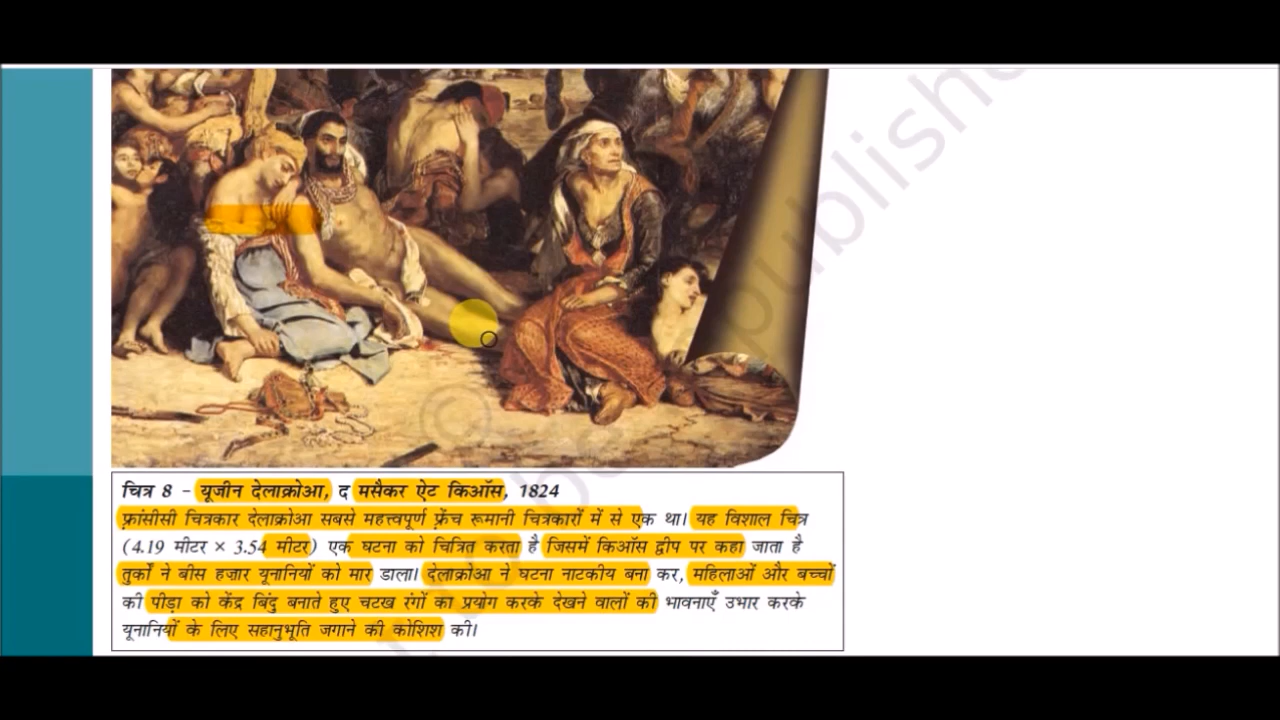 चित्र 8 – यूजीन देलाक्रोआ, द मसैकर ऐट किऑस, 1824
फ़्रांसीसी चित्रकार देलाक्रोआ सबसे महत्त्वपूर्ण फ़्रेंच रूमानी चित्रकारों में से एक था। यह विशाल चित्र
(4.19 मीटर × 3.54 मीटर) एक घटना को चित्रित करता है जिसमें किऑस द्वीप पर कहा जाता है
तुर्कों ने बीस हज़ार यूनानियों को मार डाला। देलाक्रोआ ने घटना नाटकीय बना कर, महिलाओं और बच्चों
की पीड़ा को केंद्र बिंदु बनाते हुए चटख रंगों का प्रयोग करके देखने वालों की भावनाएँ उभार करके
यूनानियों के लिए सहानुभूति जगाने की कोशिश की।